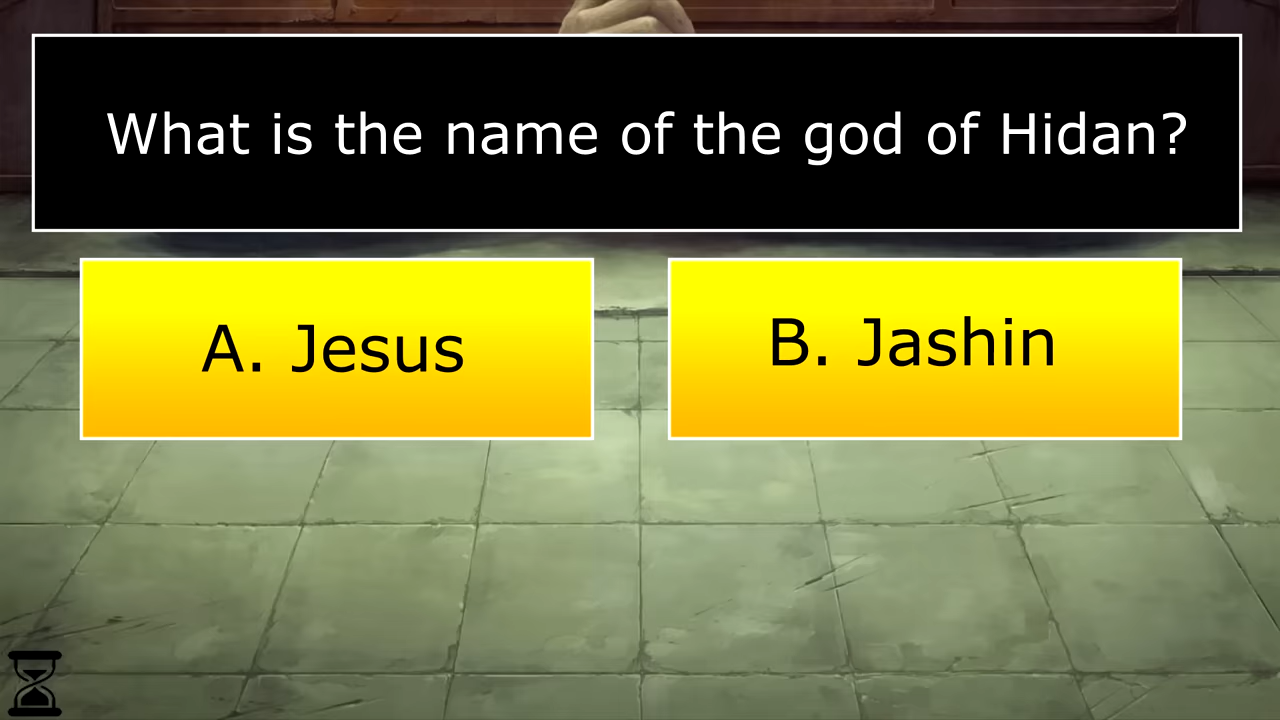 What is the name of the god of Hidan?
A. Jesus
B. Jashin